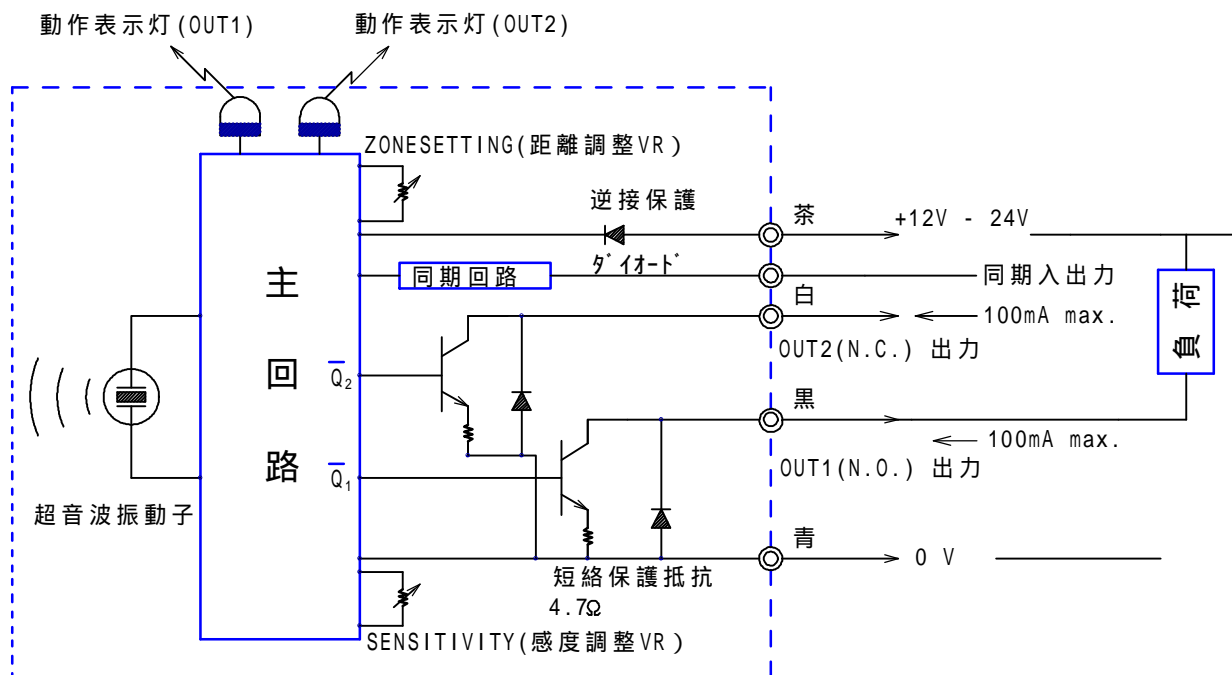 動作表示灯(OUT1)
動作表示灯(OUT2)
ZONESETTING(距離調整VR)
逆接保護
ダイオード
茶
+12V - 24V
同期回路
同期入出力
白
100mA max.
OUT2(N.C.) 出力
負荷
主回路
Q2
黒
100mA max.
OUT1(N.O.) 出力
Q1
超音波振動子
青
0 V
短絡保護抵抗
4.7Ω
SENSITIVITY(感度調整VR)